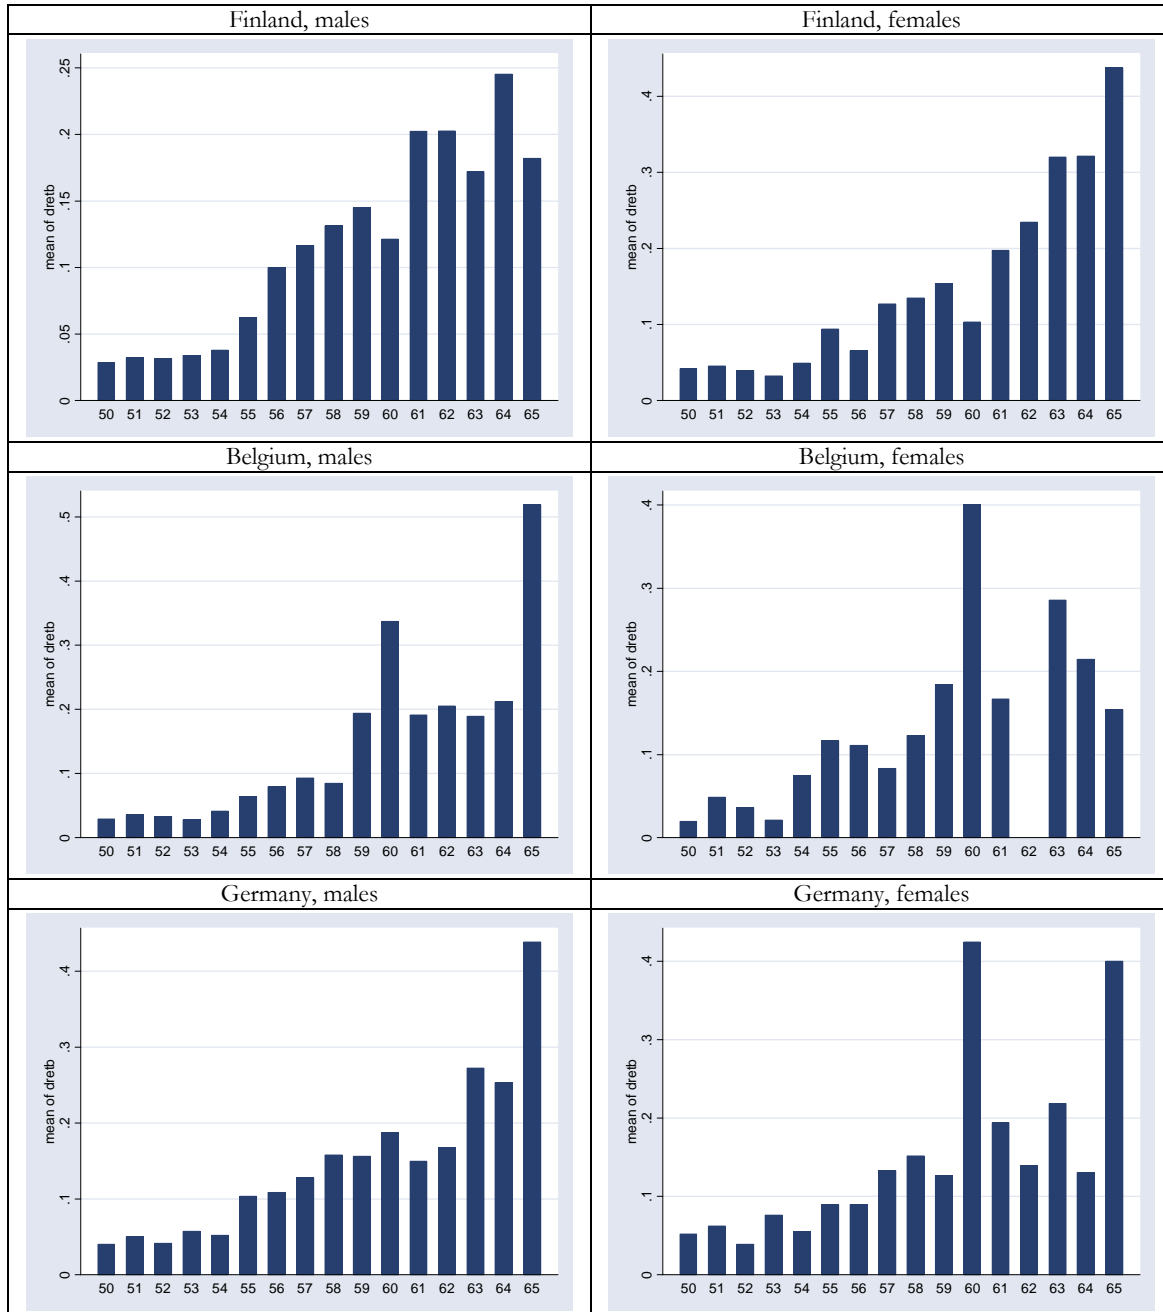 Finland, males
Finland, females
mean of dretb
0 .05 .1 .15 .2 .25
50 51 52 53 54 55 56 57 58 59 60 61 62 63 64 65
mean of dretb
0 .1 .2 .3 .4
50 51 52 53 54 55 56 57 58 59 60 61 62 63 64 65
Belgium, males
Belgium, females
mean of dretb
0 .1 .2 .3 .4 .5
50 51 52 53 54 55 56 57 58 59 60 61 62 63 64 65
mean of dretb
0 .1 .2 .3 .4
50 51 52 53 54 55 56 57 58 59 60 61 62 63 64 65
Germany, males
Germany, females
mean of dretb
0 .1 .2 .3 .4
50 51 52 53 54 55 56 57 58 59 60 61 62 63 64 65
mean of dretb
0 .1 .2 .3 .4
50 51 52 53 54 55 56 57 58 59 60 61 62 63 64 65